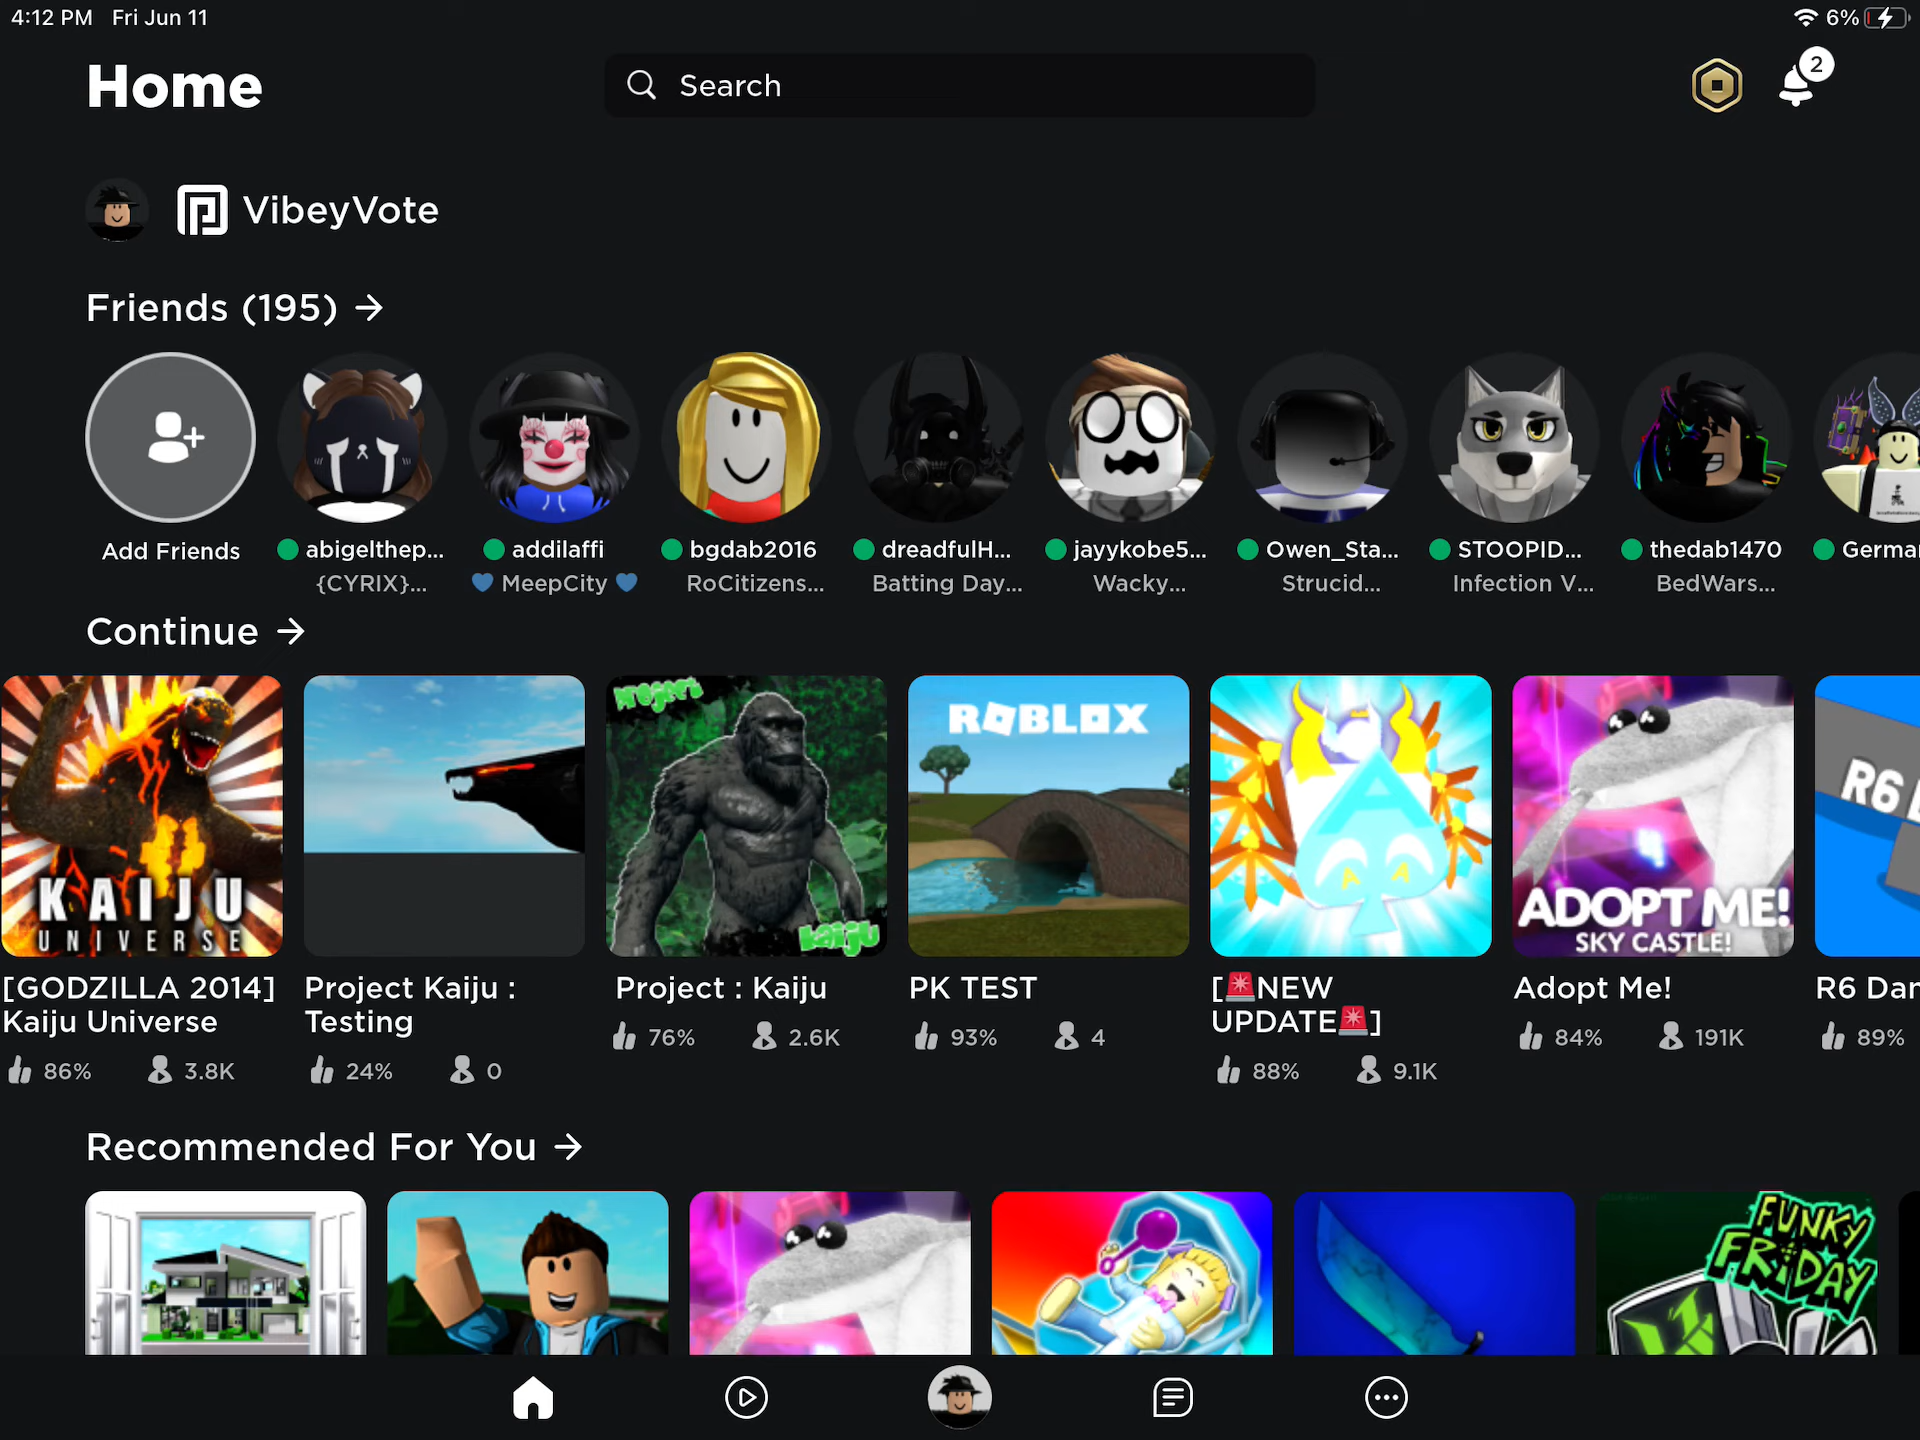 4:12 PM Fri Jun 11
6%
Home
Search
2
VibeyVote
Friends (195) →
Add Friends
abigelthep...
{CYRIX}...
addilaffi
💙 MeepCity 💙
bgdab2016
RoCitizens...
dreadfulH...
Batting Day...
jayykobe5...
Wacky...
Owen_Sta...
Strucid...
STOOPID...
Infection V...
thedab1470
BedWars...
Germa
Continue →
KAIJU
UNIVERSE
[GODZILLA 2014]
Kaiju Universe
86% 3.8K
Project Kaiju :
Testing
24% 0
Project
Kaiju
Project : Kaiju
76% 2.6K
ROBLOX
PK TEST
93% 4
[🚨NEW
UPDATE🚨]
88% 9.1K
ADOPT ME!
SKY CASTLE!
Adopt Me!
84% 191K
R6
R6 Dan
89%
Recommended For You →
FUNKY
FRIDAY